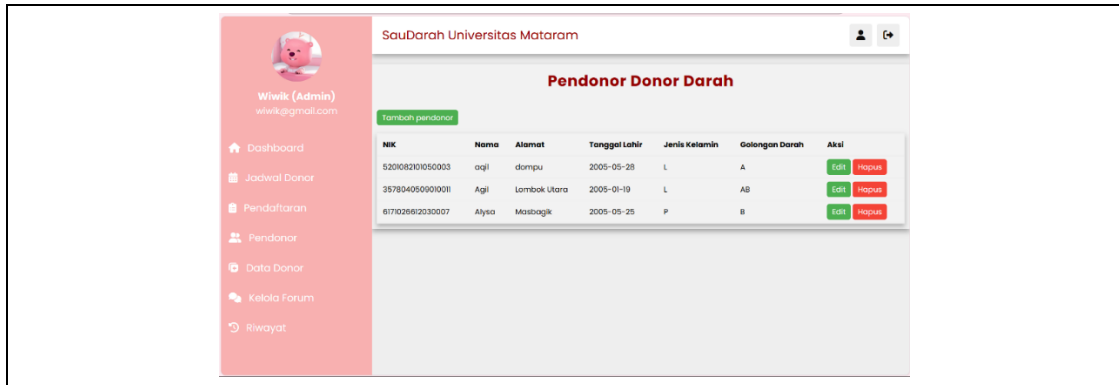 SauDarah Universitas Mataram
Wiwik (Admin)
wiwik@gmail.com
Dashboard
Jadwal Donor
Pendaftaran
Pendonor
Data Donor
Kelola Forum
Riwayat
Pendonor Donor Darah
Tambah pendonor
NIK Nama Alamat Tanggal Lahir Jenis Kelamin Golongan Darah Aksi
5201082101050003 aqil dompu 2005-05-28 L A Edit Hapus
3578040509010011 Agil Lombok Utara 2005-01-19 L AB Edit Hapus
6171026612030007 Alysa Masbagik 2005-05-25 P B Edit Hapus